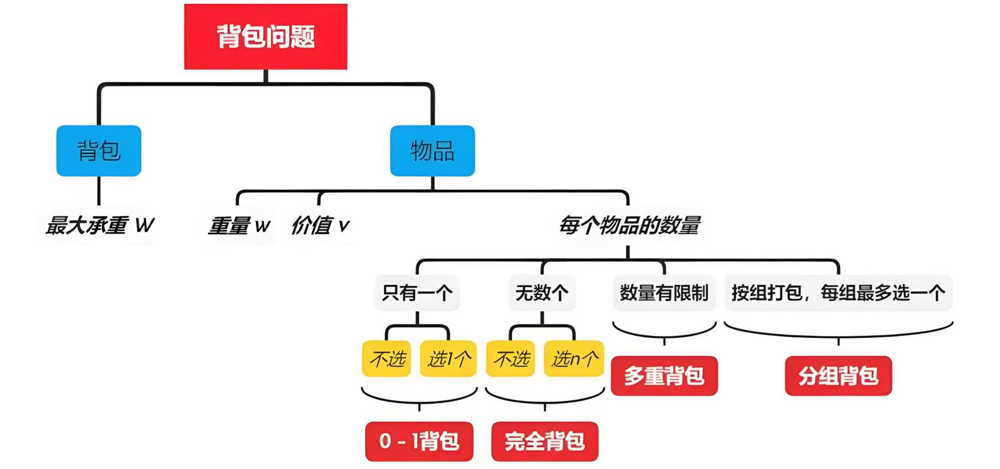 背包问题
背包
物品
最大承重 W
重量 w
价值 v
每个物品的数量
只有一个
无数个
数量有限制
按组打包，每组最多选一个
不选
选1个
不选
选n个
多重背包
分组背包
0 - 1背包
完全背包